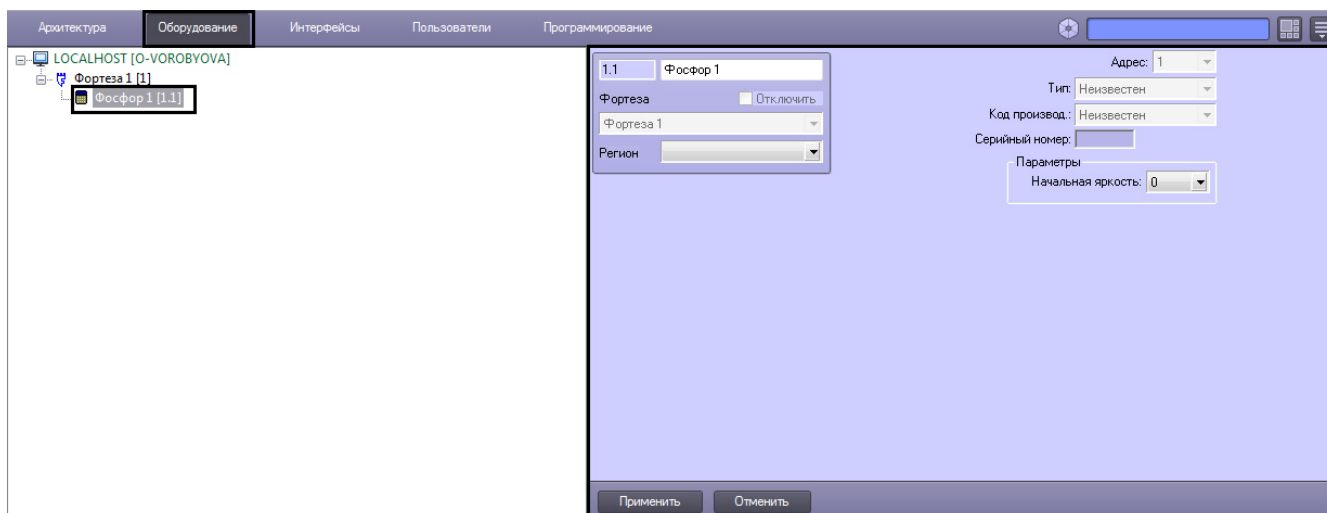 Архитектура Оборудование Интерфейсы Пользователи Программирование
LOCALHOST [O-VOROBYOVA]
Фортеза 1 [1]
Фосфор 1 [1.1]
1.1 Фосфор 1
Фортеза Отключить
Фортеза 1
Регион
Адрес: 1
Тип: Неизвестен
Код производ.: Неизвестен
Серийный номер:
Параметры
Начальная яркость: 0
Применить Отменить